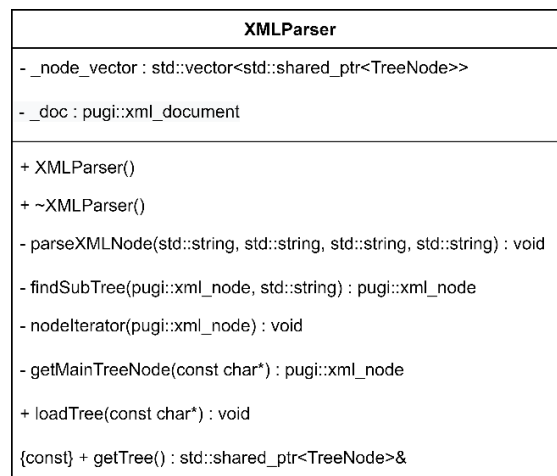 XMLParser
- _node_vector : std::vector<std::shared_ptr<TreeNode>>
- _doc : pugi::xml_document
+ XMLParser()
+ ~XMLParser()
- parseXMLNode(std::string, std::string, std::string, std::string) : void
- findSubTree(pugi::xml_node, std::string) : pugi::xml_node
- nodeIterator(pugi::xml_node) : void
- getMainTreeNode(const char*) : pugi::xml_node
+ loadTree(const char*) : void
{const} + getTree() : std::shared_ptr<TreeNode>&